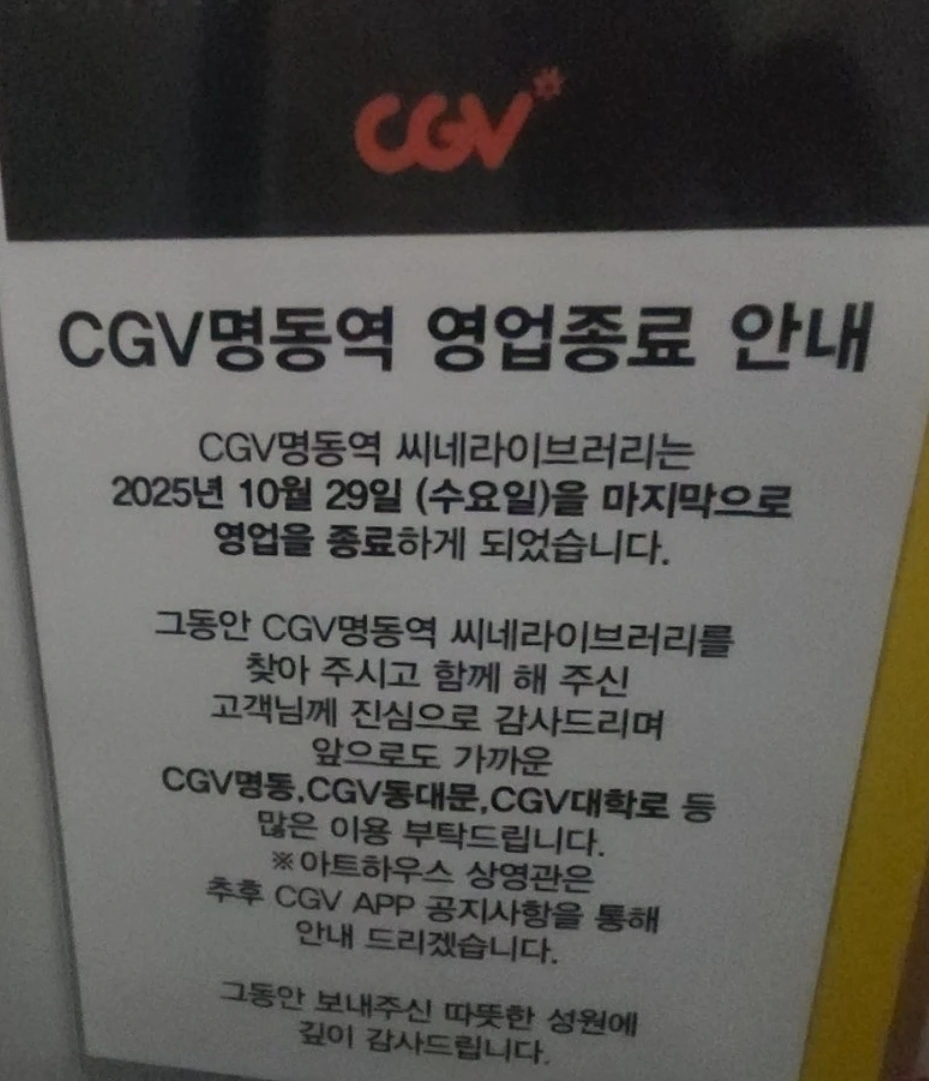 CGV
CGV명동역 영업종료 안내
CGV명동역 씨네라이브러리는
2025년 10월 29일 (수요일)을 마지막으로
영업을 종료하게 되었습니다.
그동안 CGV명동역 씨네라이브러리를
찾아 주시고 함께 해 주신
고객님께 진심으로 감사드리며
앞으로도 가까운
CGV명동,CGV동대문,CGV대학로 등
많은 이용 부탁드립니다.
※아트하우스 상영관은
추후 CGV APP 공지사항을 통해
안내 드리겠습니다.
그동안 보내주신 따뜻한 성원에
깊이 감사드립니다.